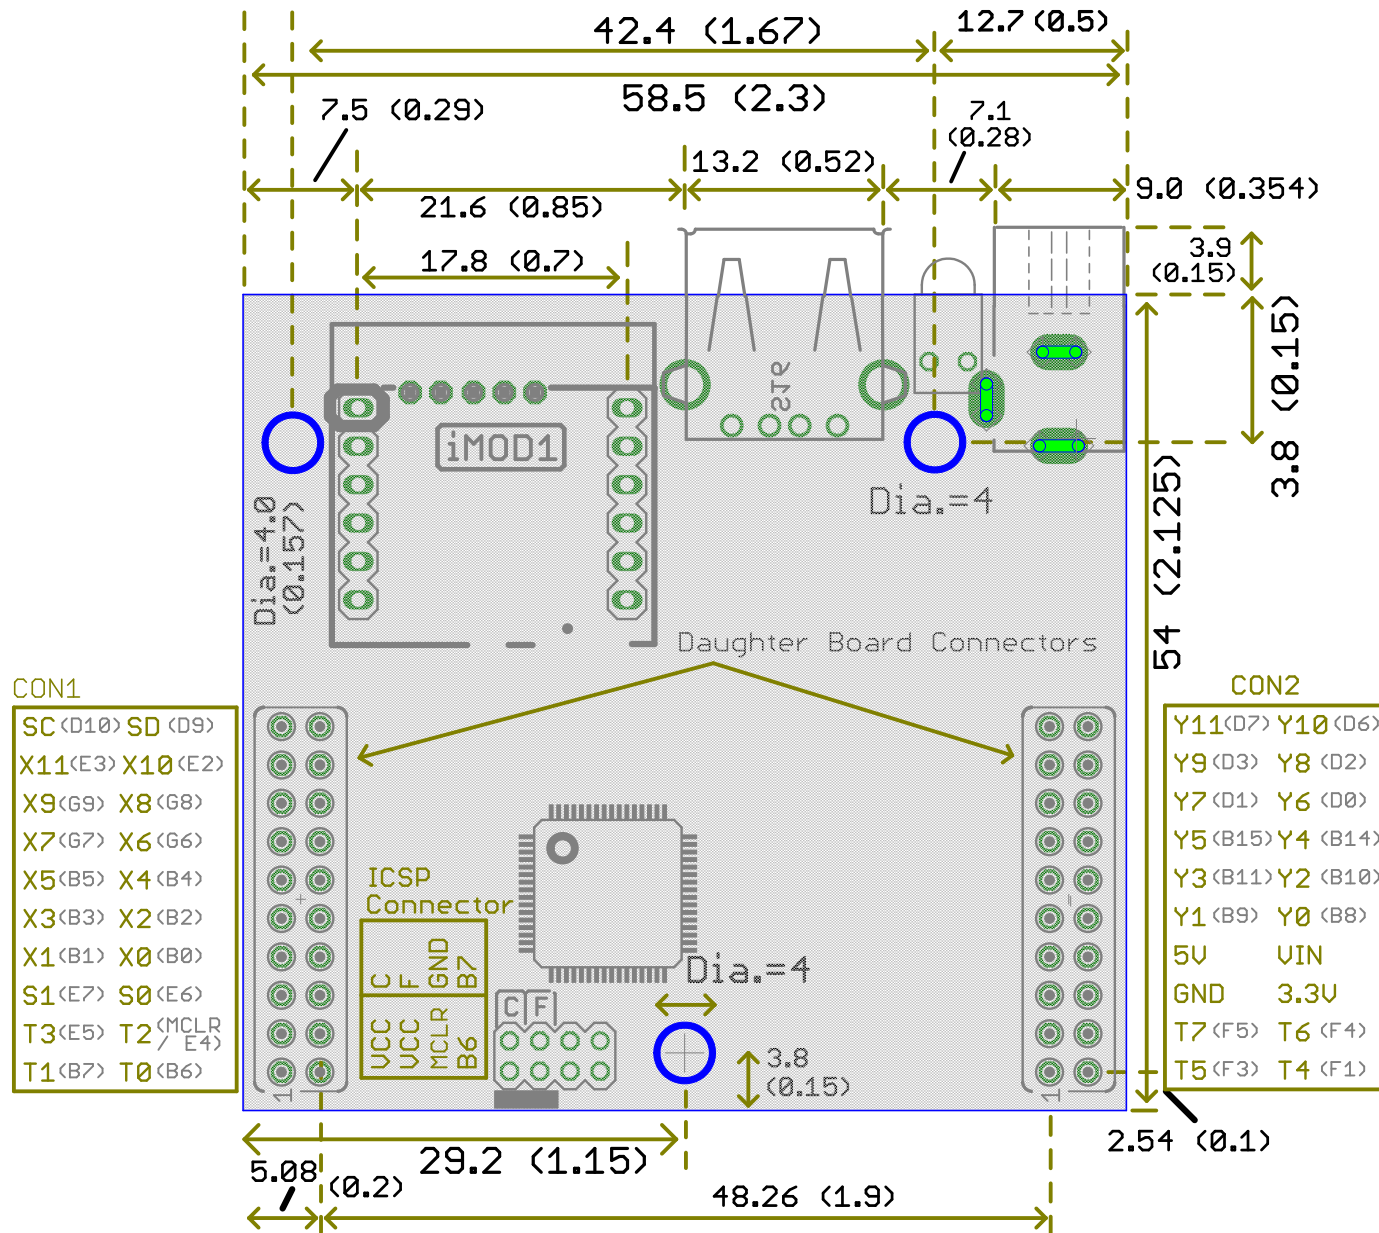 42.4 (1.67)
12.7 (0.5)
58.5 (2.3)
7.5 (0.29)
7.1
(0.28)
13.2 (0.52)
9.0 (0.354)
21.6 (0.85)
17.8 (0.7)
3.9
(0.15)
3.8 (0.15)
S16
iMOD1
Dia.=4
Dia.=4.0
(0.157)
54 (2.125)
Daughter Board Connectors
CON1
SC (D10) SD (D9)
X11 (E3) X10 (E2)
X9 (G9) X8 (G8)
X7 (G7) X6 (G6)
X5 (B5) X4 (B4)
X3 (B3) X2 (B2)
X1 (B1) X0 (B0)
S1 (E7) S0 (E6)
T3 (E5) T2 (MCLR
/ E4)
T1 (B7) T0 (B6)
CON2
Y11 (D7) Y10 (D6)
Y9 (D3) Y8 (D2)
Y7 (D1) Y6 (D0)
Y5 (B15) Y4 (B14)
Y3 (B11) Y2 (B10)
Y1 (B9) Y0 (B8)
5V VIN
GND 3.3V
T7 (F5) T6 (F4)
T5 (F3) T4 (F1)
ICSP
Connector
C
F
GND
B7
VCC
VCC
MCLR
B6
C F
Dia.=4
3.8
(0.15)
1
1
2.54 (0.1)
29.2 (1.15)
5.08
(0.2)
48.26 (1.9)